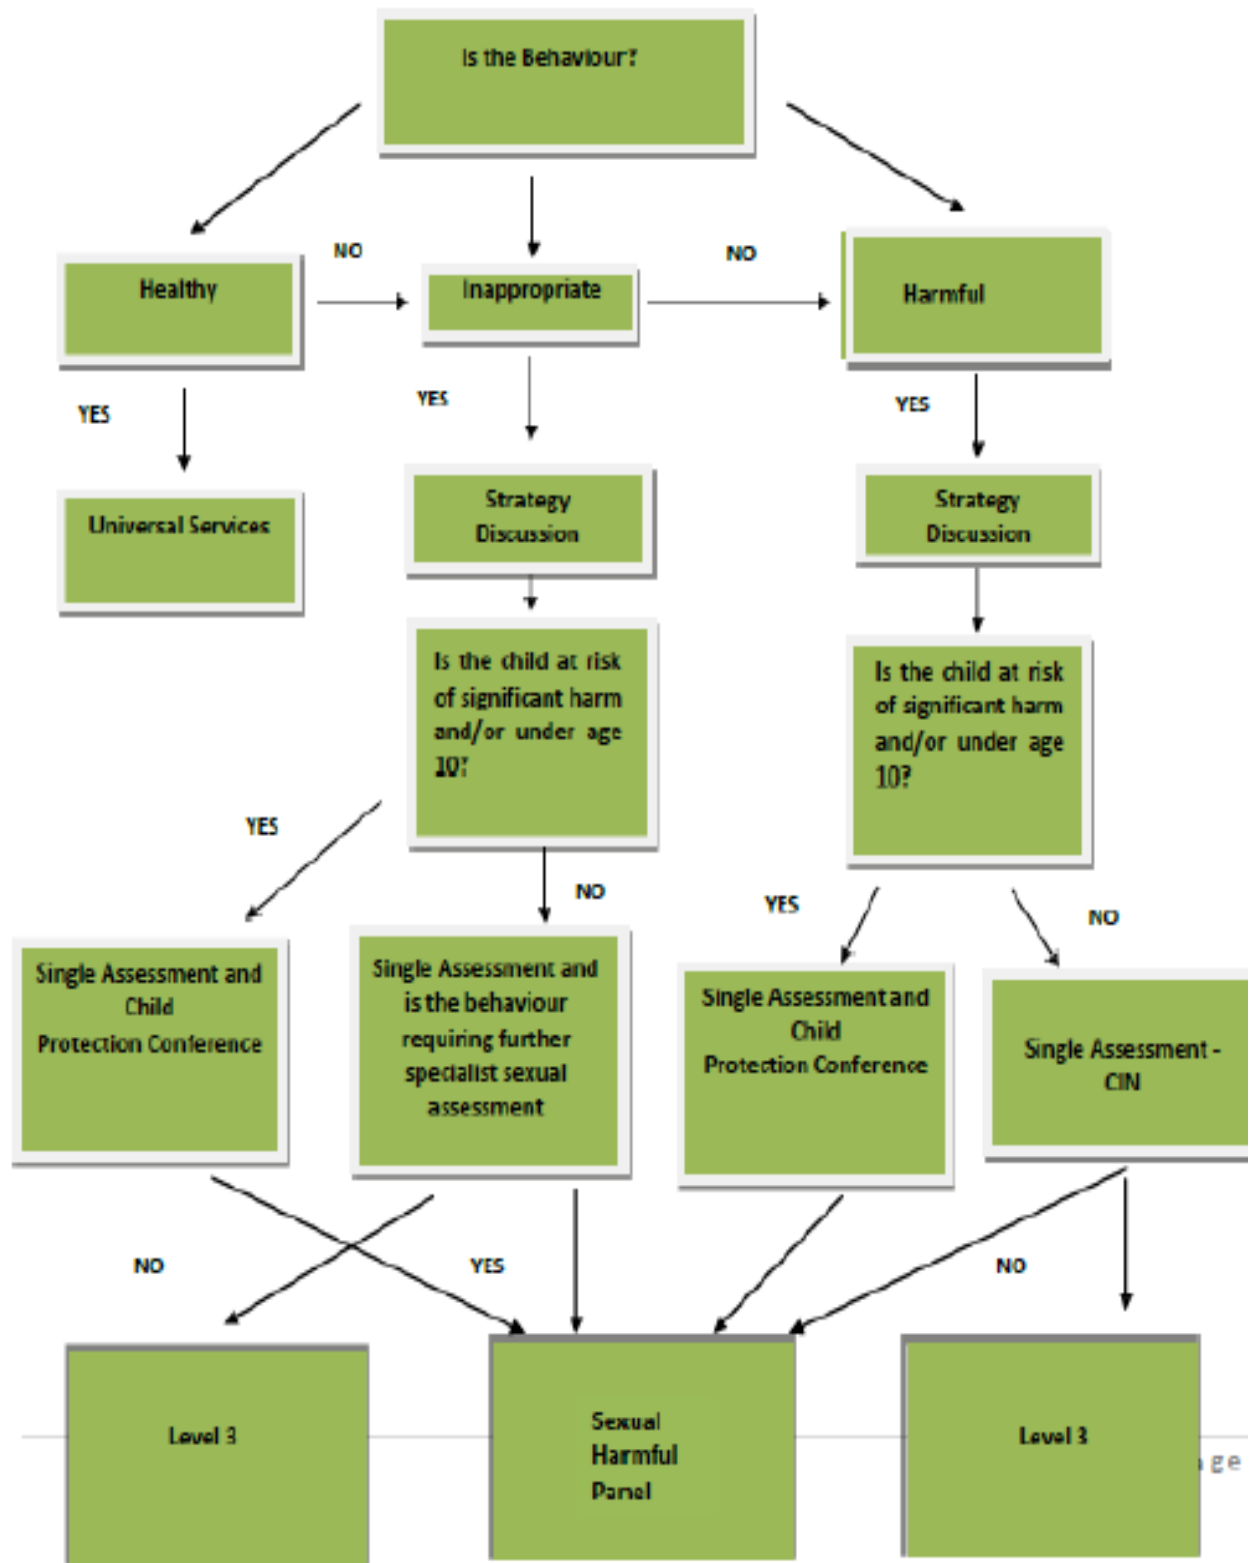 Is the Behaviour?
NO
NO
Healthy
Inappropriate
Harmful
YES
YES
YES
Universal Services
Strategy
Discussion
Strategy
Discussion
Is the child at risk
of significant harm
and/or under age
10?
Is the child at risk
of significant harm
and/or under age
10?
YES
NO
YES
NO
Single Assessment and
Child
Protection Conference
Single Assessment and
is the behaviour
requiring further
specialist sexual
assessment
Single Assessment and
Child
Protection Conference
Single Assessment -
CIN
NO
YES
NO
Level 3
Sexual
Harmful
Panel
Level 3